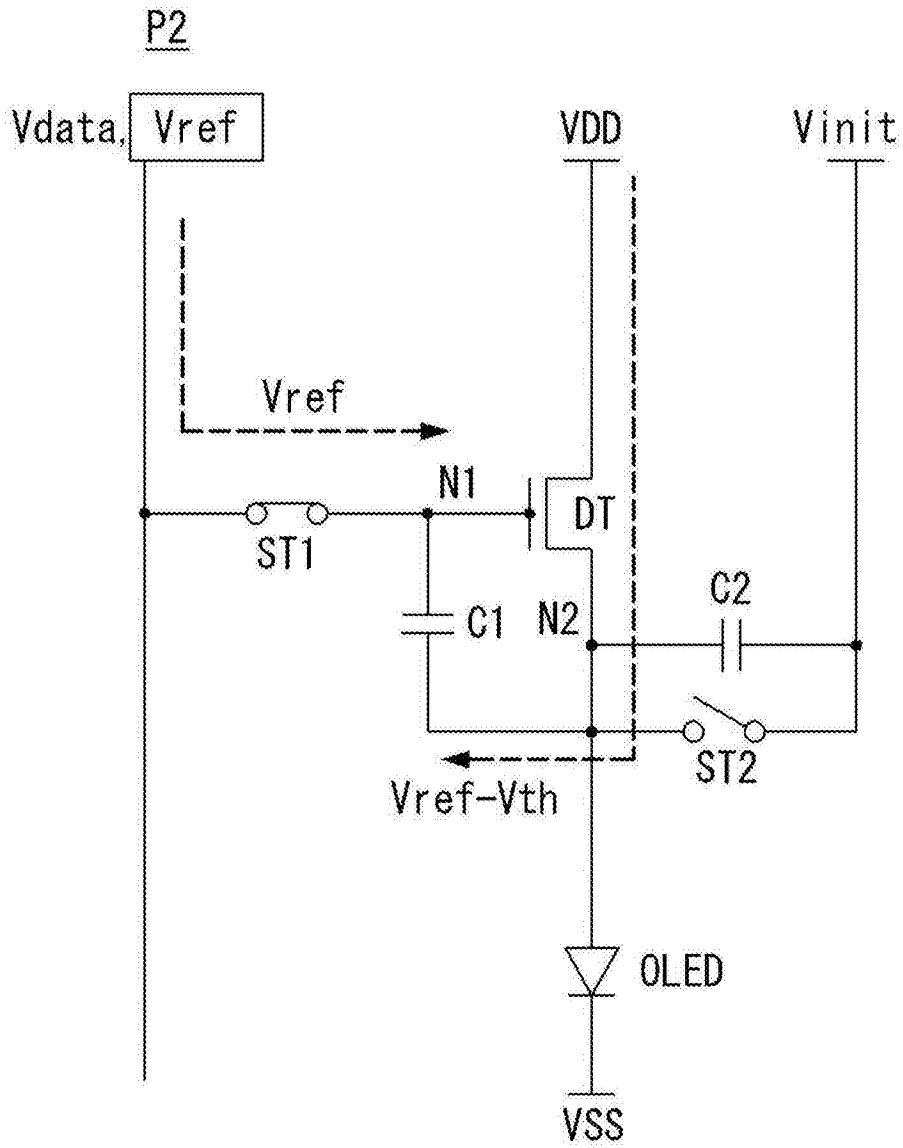 P2
Vdata, Vref
VDD
Vinit
Vref
N1
DT
ST1
C2
C1
N2
ST2
Vref-Vth
OLED
VSS